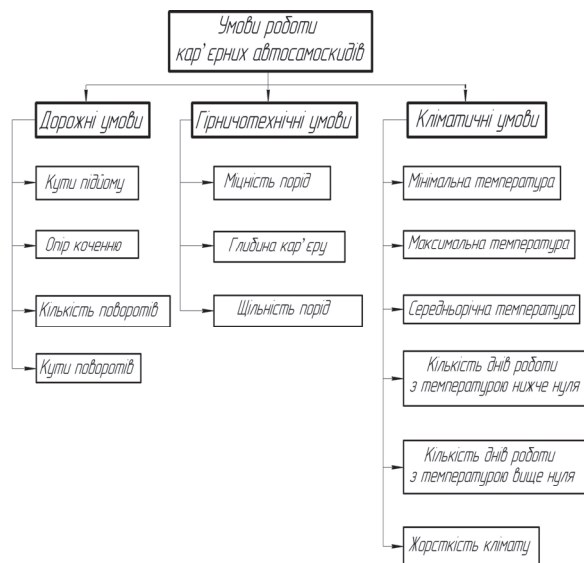 Умови роботи
кар'єрних автосамоскидів
Дорожні умови
Кути підйому
Опір коченню
Кількість поворотів
Кути поворотів
Гірничотехнічні умови
Міцність порід
Глибина кар'єру
Щільність порід
Кліматичні умови
Мінімальна температура
Максимальна температура
Середньорічна температура
Кількість днів роботи
з температурою нижче нуля
Кількість днів роботи
з температурою вище нуля
Жорсткість клімату